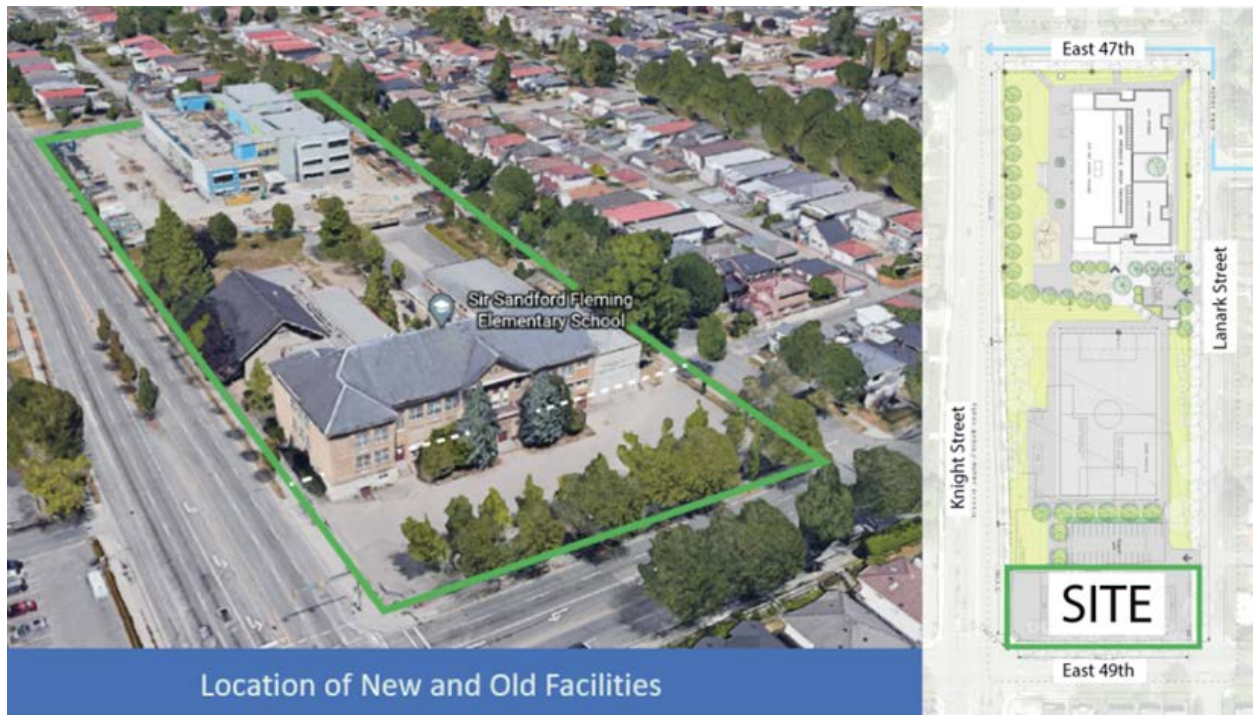 Sir Sandford Fleming
Elementary School
Location of New and Old Facilities
East 47th
Lanark Street
Knight Street
SITE
East 49th